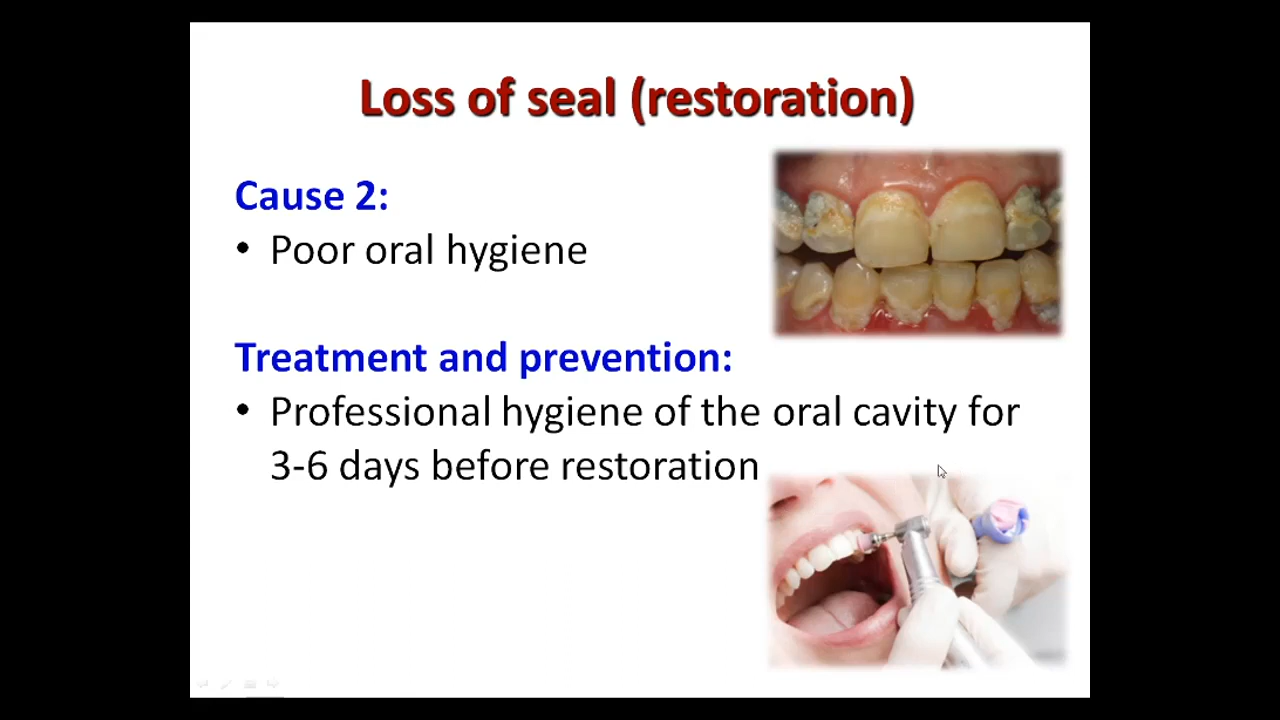 Loss of seal (restoration)
Cause 2:
• Poor oral hygiene
Treatment and prevention:
• Professional hygiene of the oral cavity for
3-6 days before restoration